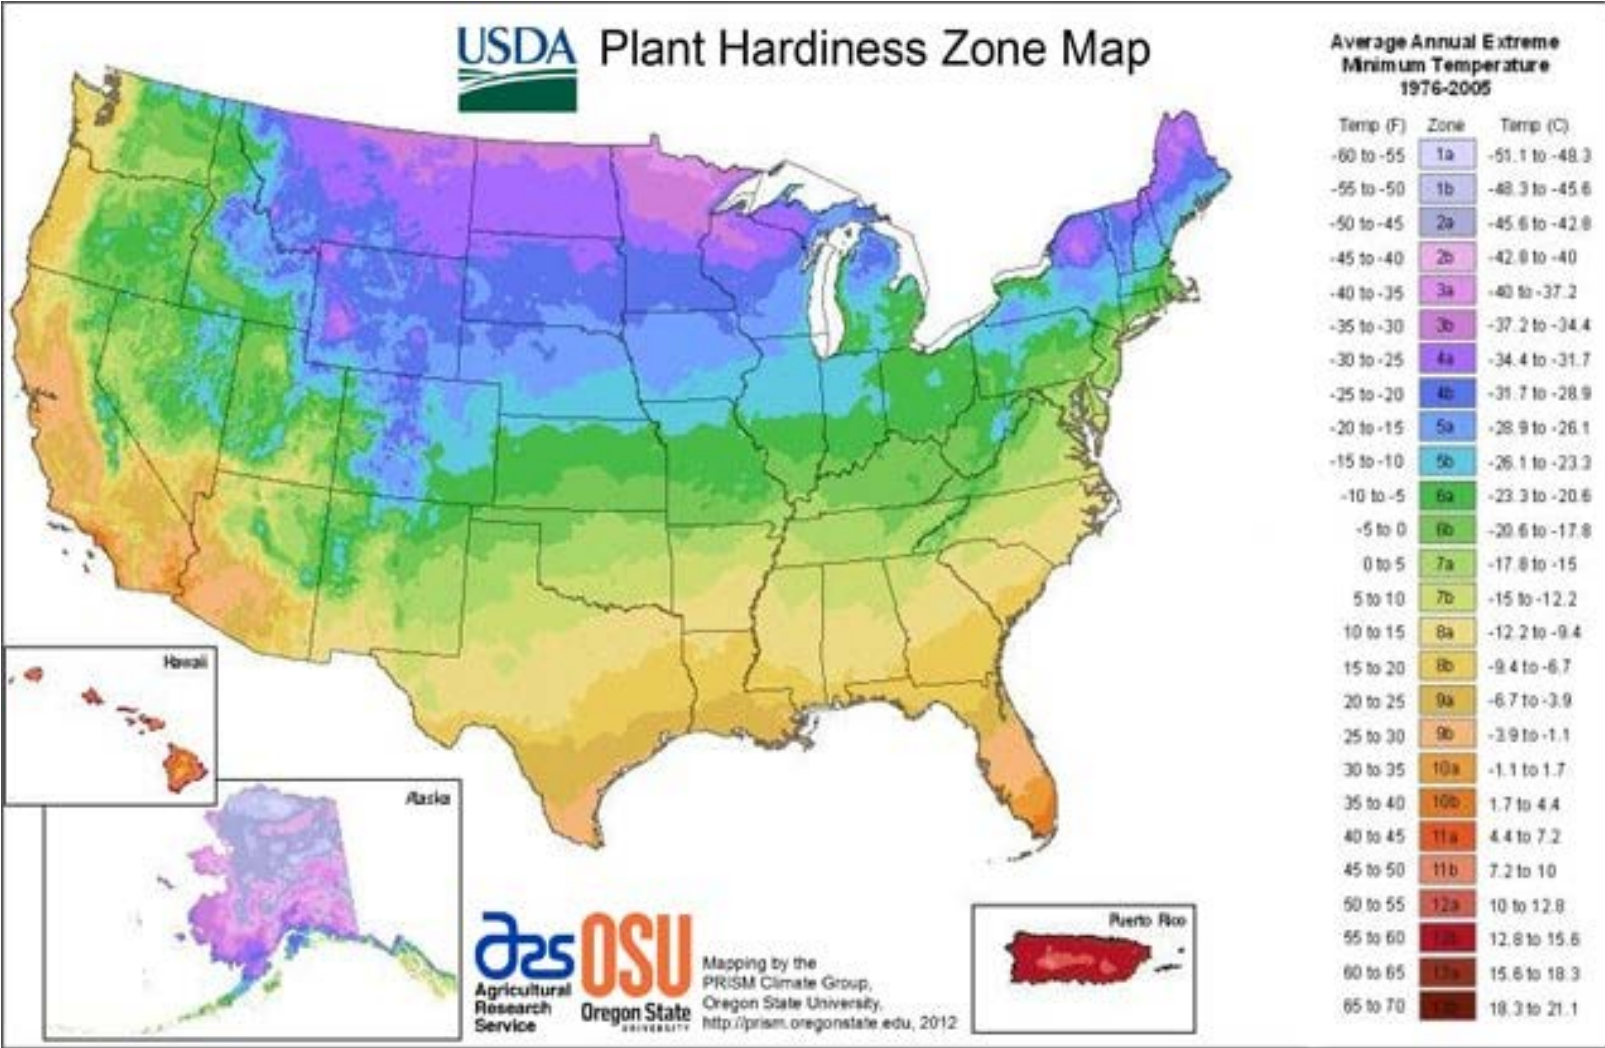 USDA Plant Hardiness Zone Map
Average Annual Extreme
Minimum Temperature
1976-2005
Temp (F) Zone Temp (C)
-60 to -55 1a -51.1 to -48.3
-55 to -50 1b -48.3 to -45.6
-50 to -45 2a -45.6 to -42.8
-45 to -40 2b -42.8 to -40
-40 to -35 3a -40 to -37.2
-35 to -30 3b -37.2 to -34.4
-30 to -25 4a -34.4 to -31.7
-25 to -20 4b -31.7 to -28.9
-20 to -15 5a -28.9 to -26.1
-15 to -10 5b -26.1 to -23.3
-10 to -5 6a -23.3 to -20.6
-5 to 0 6b -20.6 to -17.8
0 to 5 7a -17.8 to -15
5 to 10 7b -15 to -12.2
10 to 15 8a -12.2 to -9.4
15 to 20 8b -9.4 to -6.7
20 to 25 9a -6.7 to -3.9
25 to 30 9b -3.9 to -1.1
30 to 35 10a -1.1 to 1.7
35 to 40 10b 1.7 to 4.4
40 to 45 11a 4.4 to 7.2
45 to 50 11b 7.2 to 10
50 to 55 12a 10 to 12.8
55 to 60 12b 12.8 to 15.6
60 to 65 13a 15.6 to 18.3
65 to 70 13b 18.3 to 21.1
Hawaii
Alaska
ars
Agricultural
Research
Service
OSU
Oregon State
UNIVERSITY
Mapping by the
PRISM Climate Group,
Oregon State University,
http://prism.oregonstate.edu, 2012
Puerto Rico